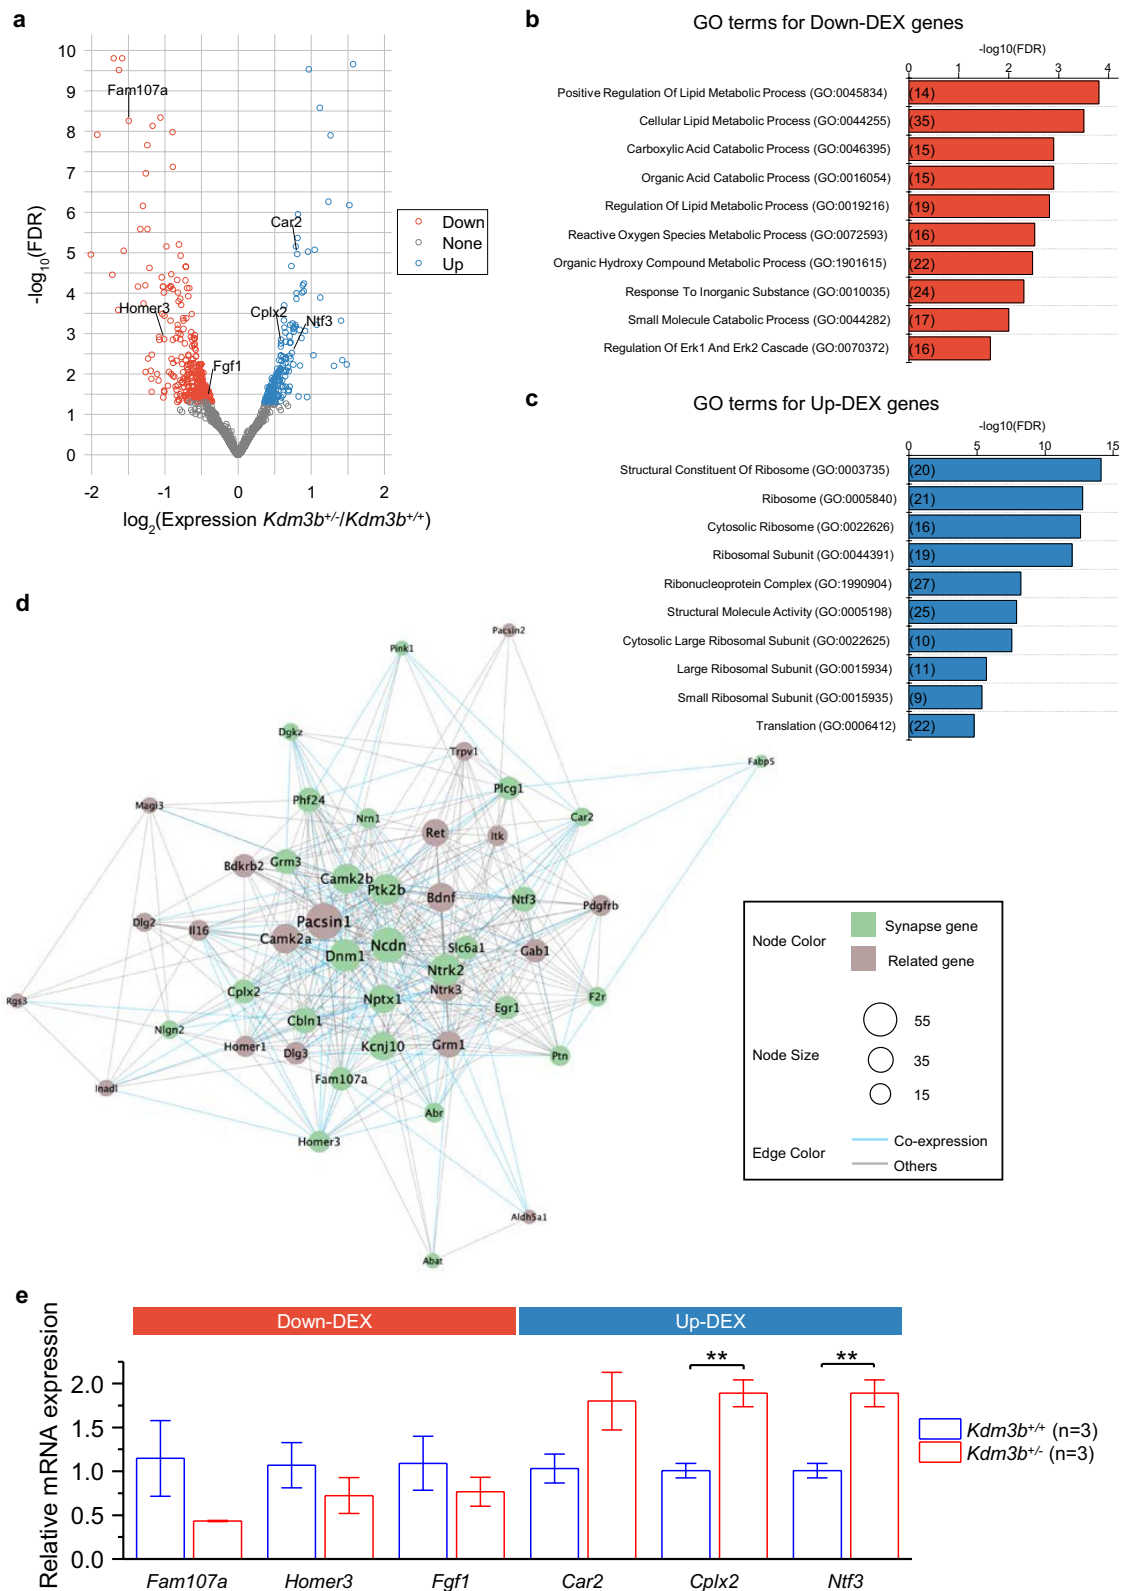 a
10
9
8
7
6
5
4
3
2
1
0
-log10(FDR)
Fam107a
Car2
Homer3
Cplx2
Ntf3
Fgf1
-2 -1 0 1 2
log2(Expression Kdm3b+/-/Kdm3b+/+)
Down
None
Up
b
GO terms for Down-DEX genes
-log10(FDR)
0 1 2 3 4
Positive Regulation Of Lipid Metabolic Process (GO:0045834) (14)
Cellular Lipid Metabolic Process (GO:0044255) (35)
Carboxylic Acid Catabolic Process (GO:0046395) (15)
Organic Acid Catabolic Process (GO:0016054) (15)
Regulation Of Lipid Metabolic Process (GO:0019216) (19)
Reactive Oxygen Species Metabolic Process (GO:0072593) (16)
Organic Hydroxy Compound Metabolic Process (GO:1901615) (22)
Response To Inorganic Substance (GO:0010035) (24)
Small Molecule Catabolic Process (GO:0044282) (17)
Regulation Of Erk1 And Erk2 Cascade (GO:0070372) (16)
c
GO terms for Up-DEX genes
-log10(FDR)
0 5 10 15
Structural Constituent Of Ribosome (GO:0003735) (20)
Ribosome (GO:0005840) (21)
Cytosolic Ribosome (GO:0022626) (16)
Ribosomal Subunit (GO:0044391) (19)
Ribonucleoprotein Complex (GO:1990904) (27)
Structural Molecule Activity (GO:0005198) (25)
Cytosolic Large Ribosomal Subunit (GO:0022625) (10)
Large Ribosomal Subunit (GO:0015934) (11)
Small Ribosomal Subunit (GO:0015935) (9)
Translation (GO:0006412) (22)
d
Pacsin2
Pink1
Dgkz
Trpv1
Fabp5
Plcg1
Phf24
Magi3
Nrn1
Car2
Ret
Itk
Bdkrb2
Grm3
Camk2b
Ptk2b
Bdnf
Ntf3
Pdgfrb
Pacsin1
Dlg2
Il16
Camk2a
Ncdn
Slc6a1
Gab1
Dnm1
Ntrk2
Ntrk3
Cplx2
Nptx1
F2r
Rgs3
Egr1
Nlgn2
Cbln1
Homer1
Dlg3
Kcnj10
Grm1
Ptn
Fam107a
Inadl
Abr
Homer3
Aldh5a1
Abat
Node Color
Synapse gene
Related gene
Node Size
55
35
15
Edge Color
Co-expression
Others
e
Down-DEX Up-DEX
Relative mRNA expression
2.0
1.5
1.0
0.5
0.0
** **
Fam107a Homer3 Fgf1 Car2 Cplx2 Ntf3
Kdm3b+/+ (n=3)
Kdm3b+/- (n=3)